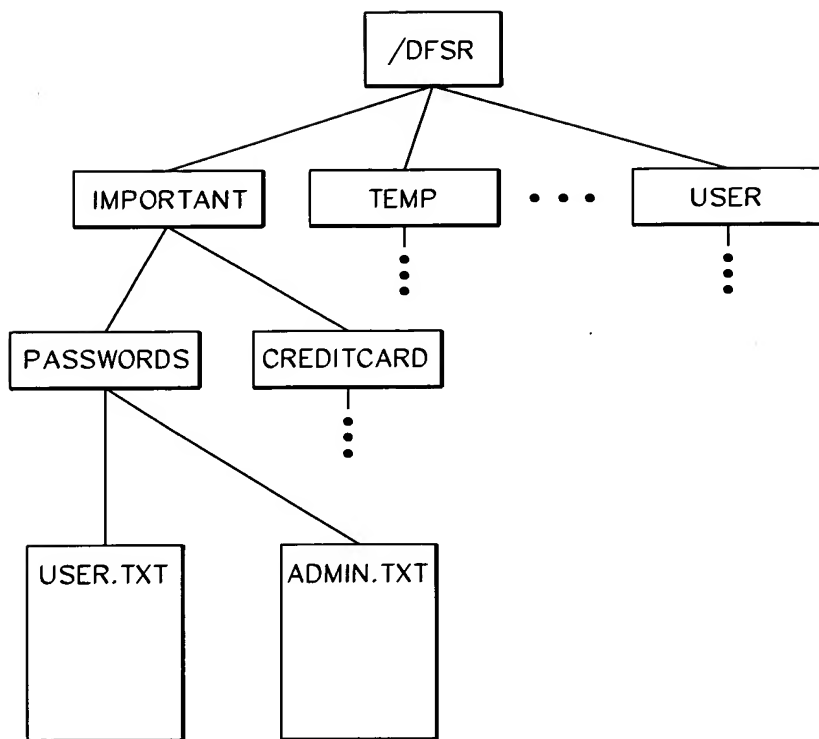 /DFSR
IMPORTANT
TEMP
USER
PASSWORDS
CREDITCARD
USER.TXT
ADMIN.TXT